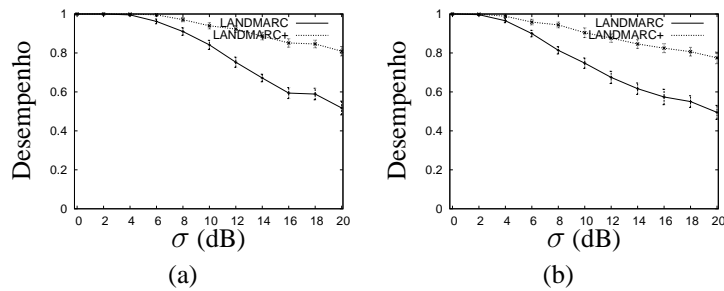 1
0.8
0.6
0.4
0.2
0
Desempenho
LANDMARC
LANDMARC+
0 2 4 6 8 10 12 14 16 18 20
σ (dB)
(a)
1
0.8
0.6
0.4
0.2
0
Desempenho
LANDMARC
LANDMARC+
0 2 4 6 8 10 12 14 16 18 20
σ (dB)
(b)